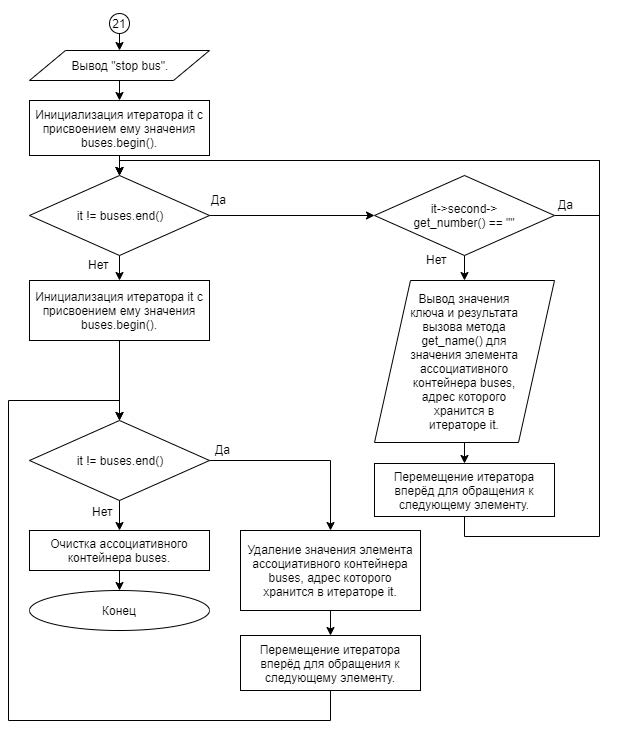 21
Вывод "stop bus".
Инициализация итератора it с
присвоением ему значения
buses.begin().
it != buses.end()
Да
it->second->
get_number() == ""
Да
Нет
Нет
Инициализация итератора it с
присвоением ему значения
buses.begin().
Вывод значения
ключа и результата
вызова метода
get_name() для
значения элемента
ассоциативного
контейнера buses,
адрес которого
хранится в
итераторе it.
Перемещение итератора
вперёд для обращения к
следующему элементу.
it != buses.end()
Да
Нет
Очистка ассоциативного
контейнера buses.
Конец
Удаление значения элемента
ассоциативного контейнера
buses, адрес которого
хранится в итераторе it.
Перемещение итератора
вперёд для обращения к
следующему элементу.